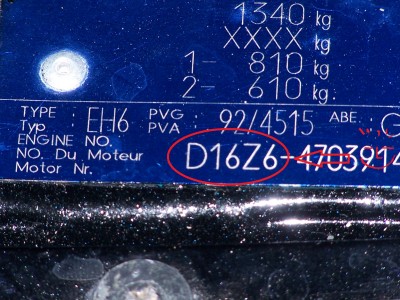 1340 kg
XXXX kg
1- 810 kg
2- 610 kg
TYPE : EH6 PVG : 92/4515 ABE. : G
Typ PVA
ENGINE NO.
NO. Du Moteur D16Z6-4703914
Motor Nr.